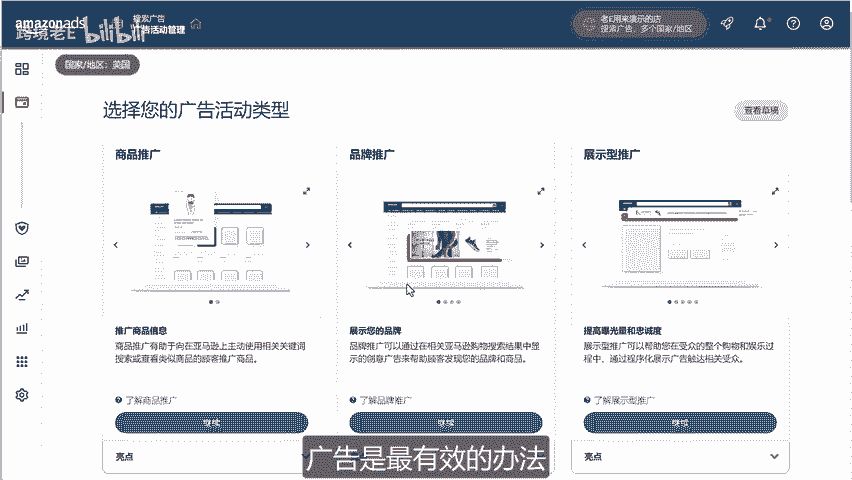 amazonads
跨境老E bilibili
搜索广告
广告活动管理
老E用来演示的店
搜索广告, 多个国家/地区
国家/地区：美国
选择您的广告活动类型
查看草稿
商品推广
品牌推广
展示型推广
推广商品信息
商品推广有助于向在亚马逊上主动使用相关关键词
搜索或查看类似商品的顾客推广商品。
了解商品推广
继续
亮点
展示您的品牌
品牌推广可以通过在相关亚马逊购物搜索结果中显
示的创意广告来帮助顾客发现您的品牌和商品。
了解品牌推广
继续
提高曝光量和忠诚度
展示型推广可以帮助您在受众的整个购物和娱乐过
程中，通过程序化展示广告触达相关受众。
了解展示型推广
继续
亮点
广告是最有效的办法